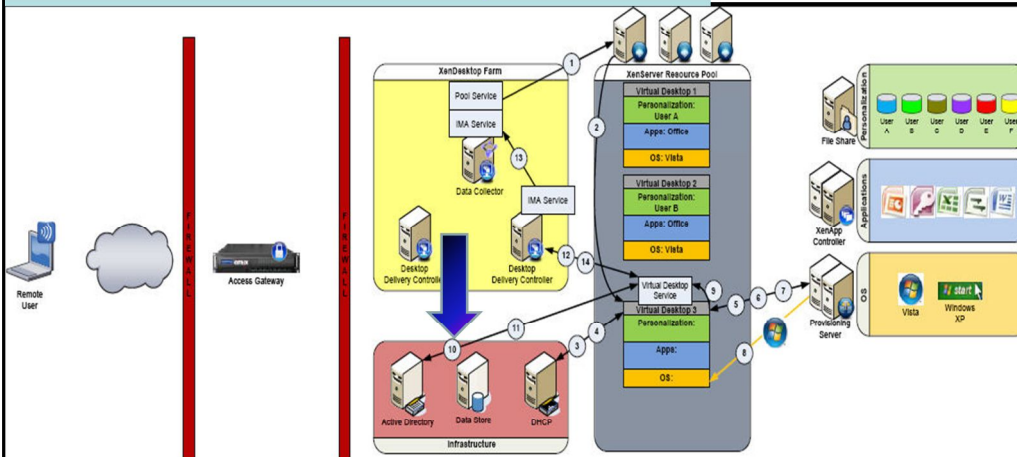 Remote
User
FIREWALL
Access Gateway
FIREWALL
XenDesktop Farm
Pool Service
IMA Service
13
Data Collector
IMA Service
Desktop
Delivery Controller
Desktop
Delivery Controller
12
14
11
10
3
4
Active Directory
Data Store
DHCP
Infrastructure
1
2
XenServer Resource Pool
Virtual Desktop 1
Personalization:
User A
Apps: Office
OS: Vista
Virtual Desktop 2
Personalization:
User B
Apps: Office
OS: Vista
Virtual Desktop
Service
9
5
6
7
8
Virtual Desktop 3
Personalization:
Apps:
OS:
File Share
Personalization
User
A
User
B
User
C
User
D
User
E
User
F
XenApp
Controller
Applications
Provisioning
Server
OS
Vista
start
Windows
XP